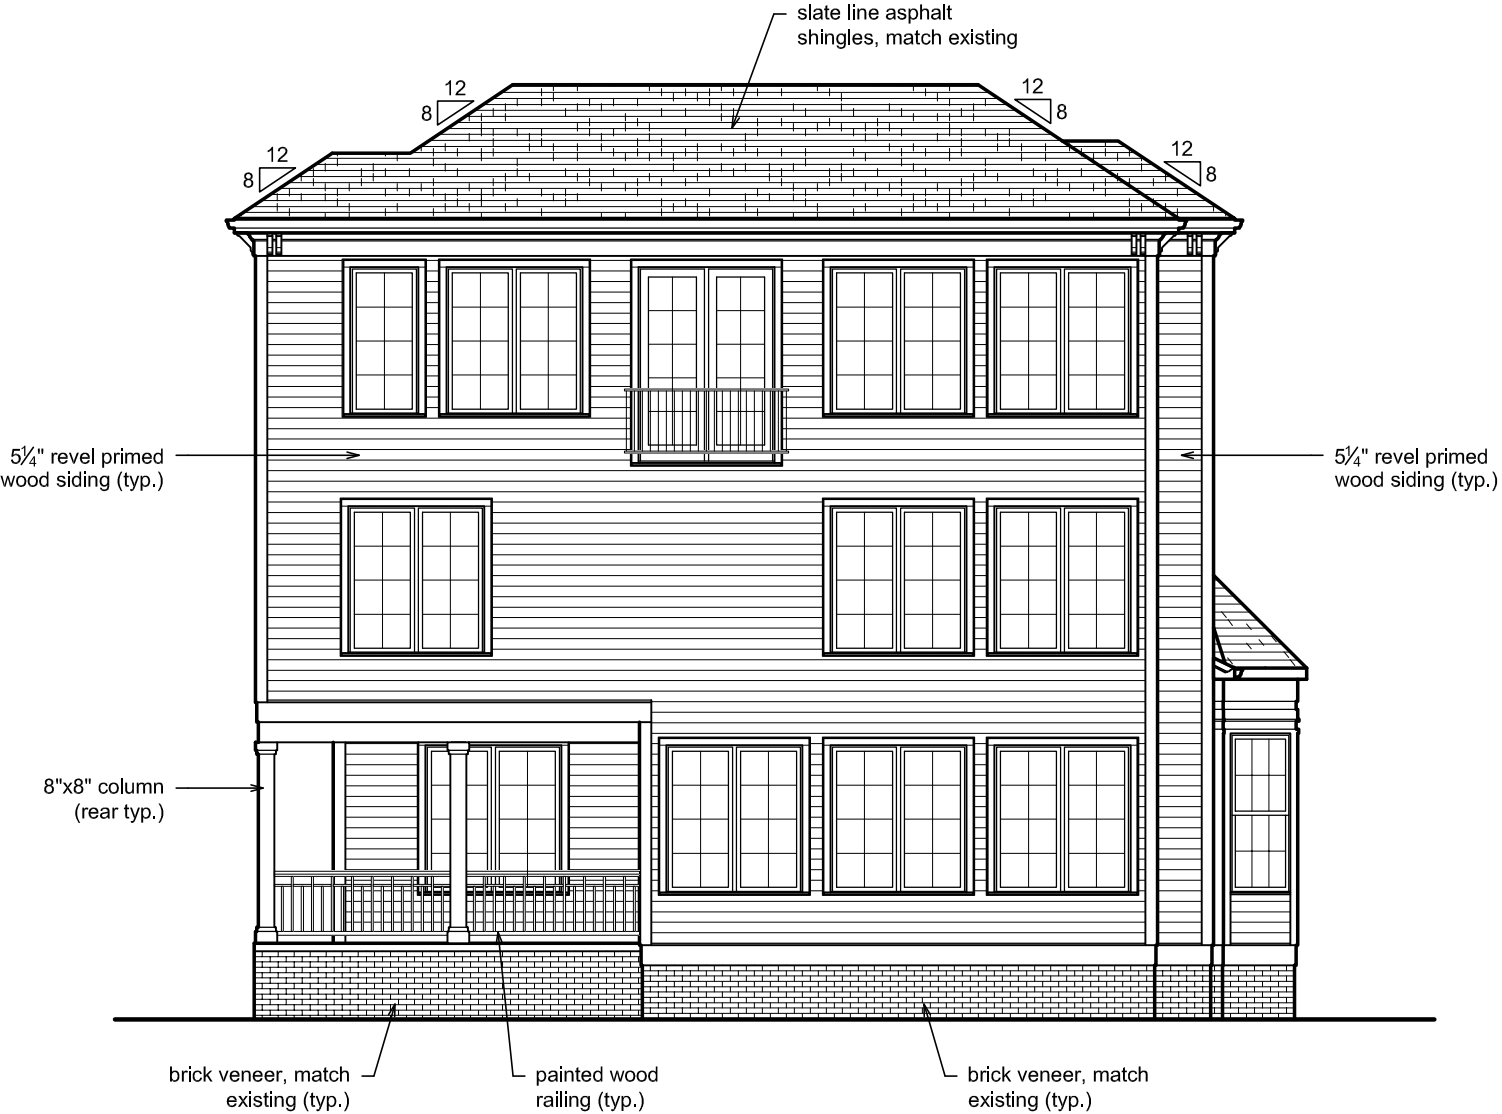 slate line asphalt
shingles, match existing
12
8
12
8
12
8
12
8
5¼" revel primed
wood siding (typ.)
5¼" revel primed
wood siding (typ.)
8"x8" column
(rear typ.)
brick veneer, match
existing (typ.)
painted wood
railing (typ.)
brick veneer, match
existing (typ.)